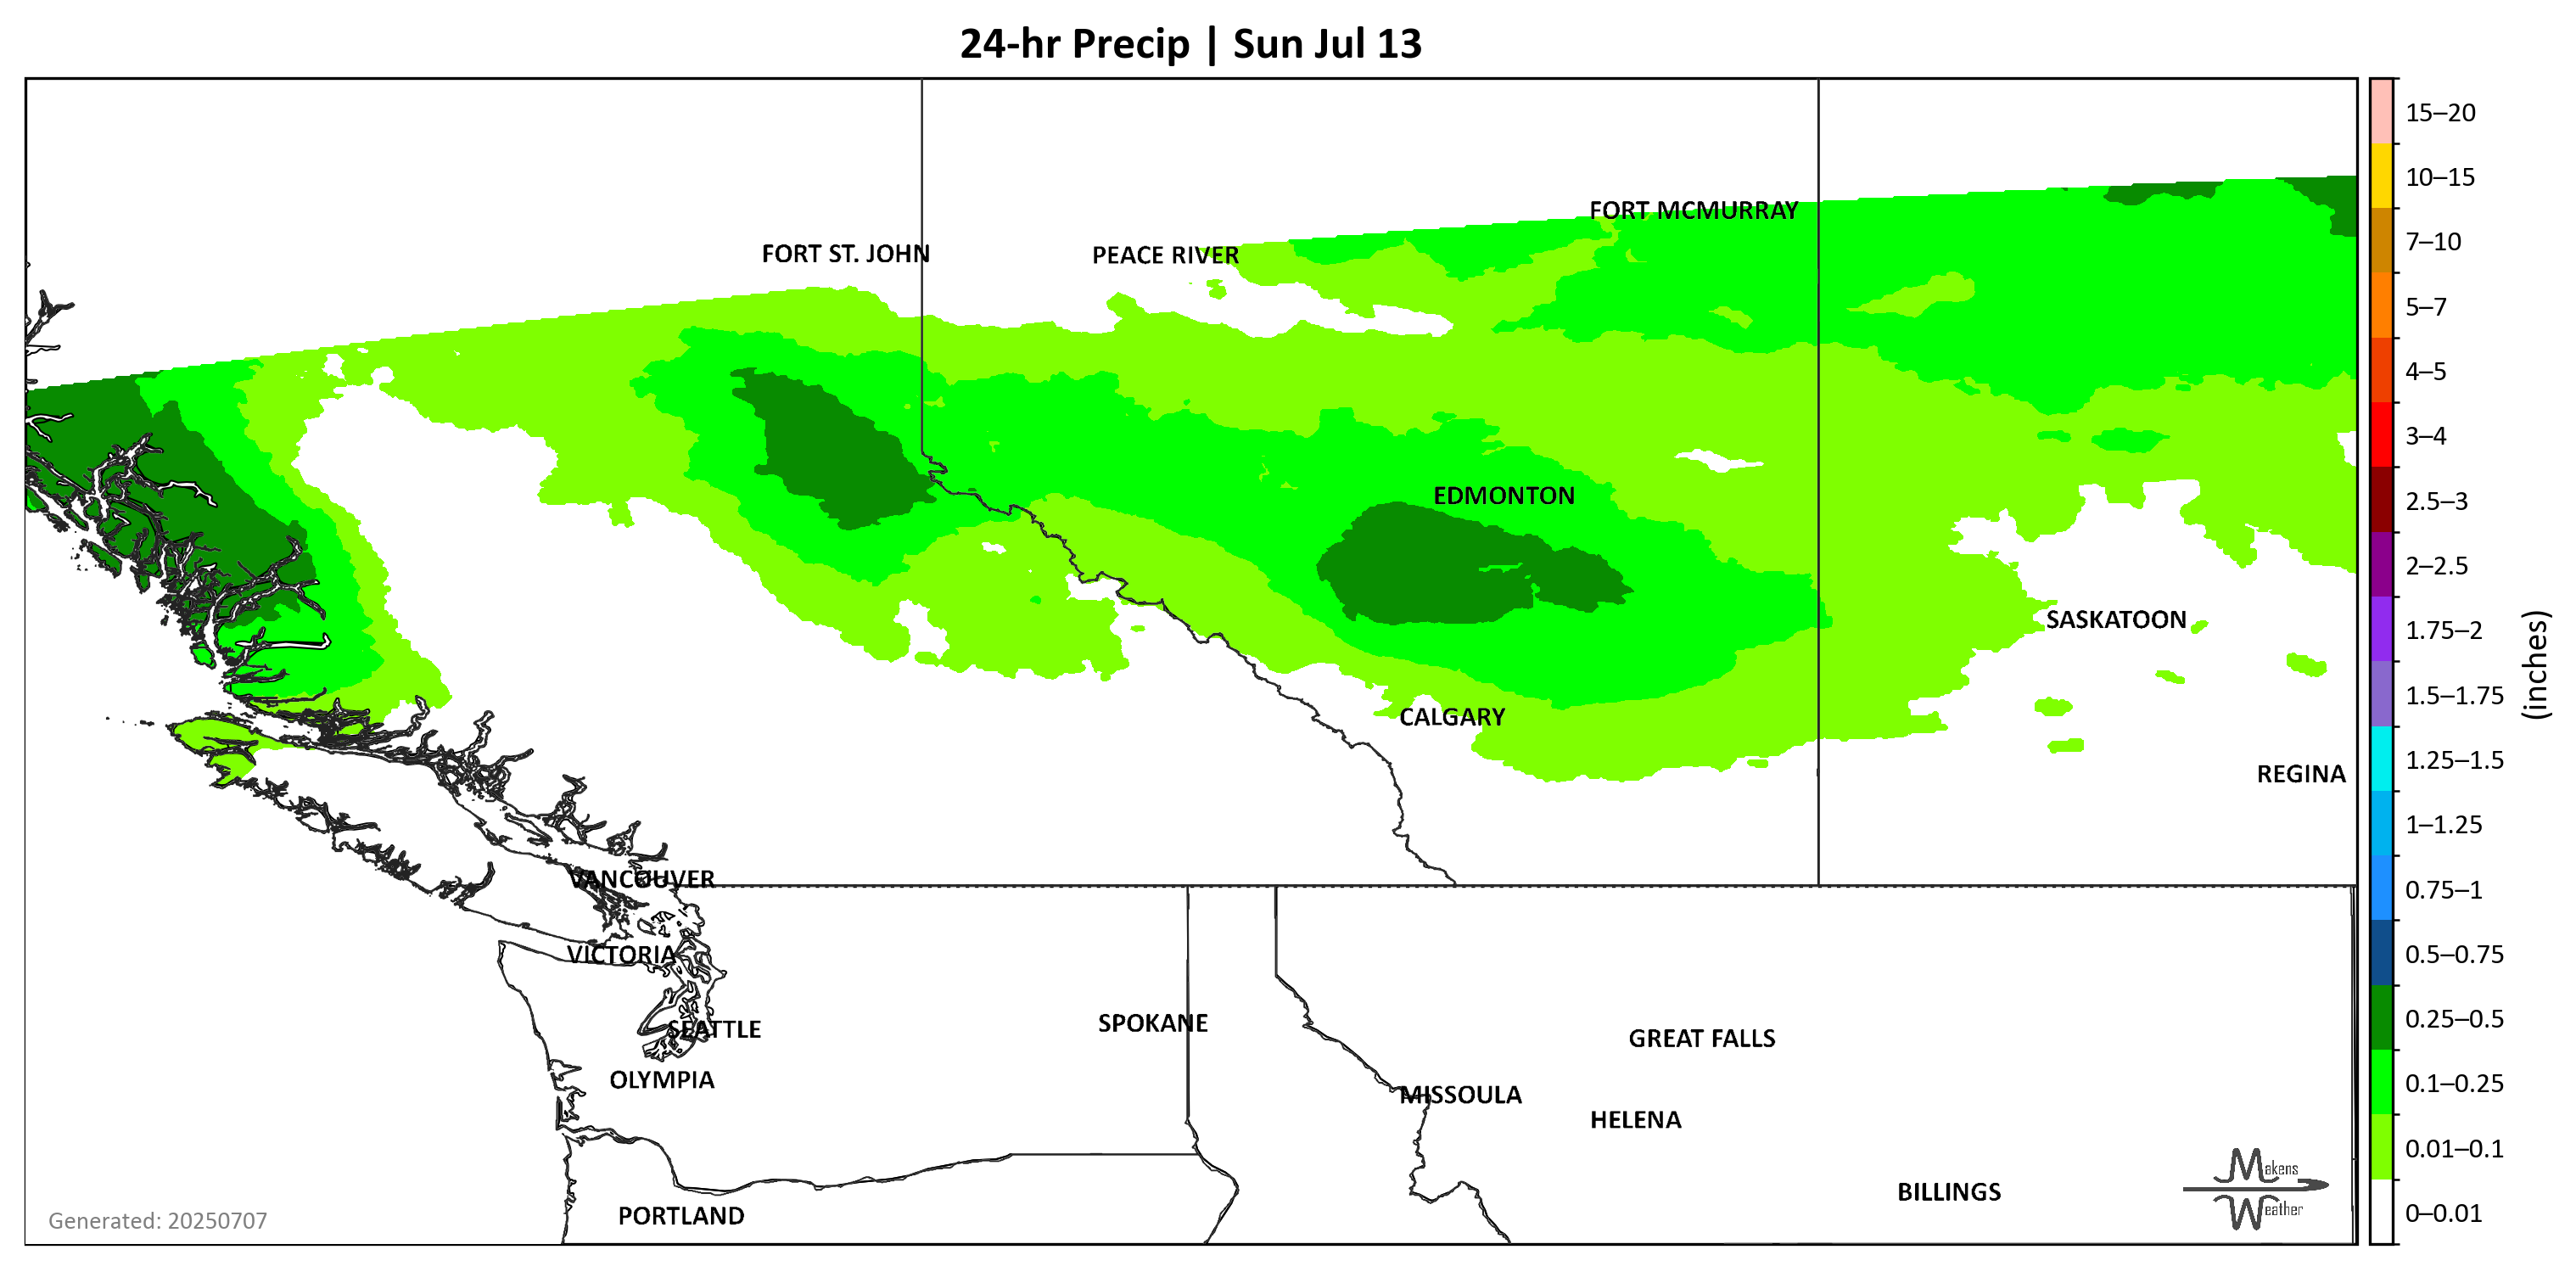 24-hr Precip | Sun Jul 13
15–20
10–15
FORT MCMURRAY
7–10
FORT ST. JOHN
PEACE RIVER
5–7
4–5
3–4
EDMONTON
2.5–3
2–2.5
SASKATOON
1.75–2
(inches)
1.5–1.75
CALGARY
1.25–1.5
REGINA
1–1.25
VANCOUVER
0.75–1
VICTORIA
0.5–0.75
SPOKANE
0.25–0.5
SEATTLE
GREAT FALLS
OLYMPIA
0.1–0.25
MISSOULA
HELENA
0.01–0.1
Makens
Weather
BILLINGS
PORTLAND
0–0.01
Generated: 20250707